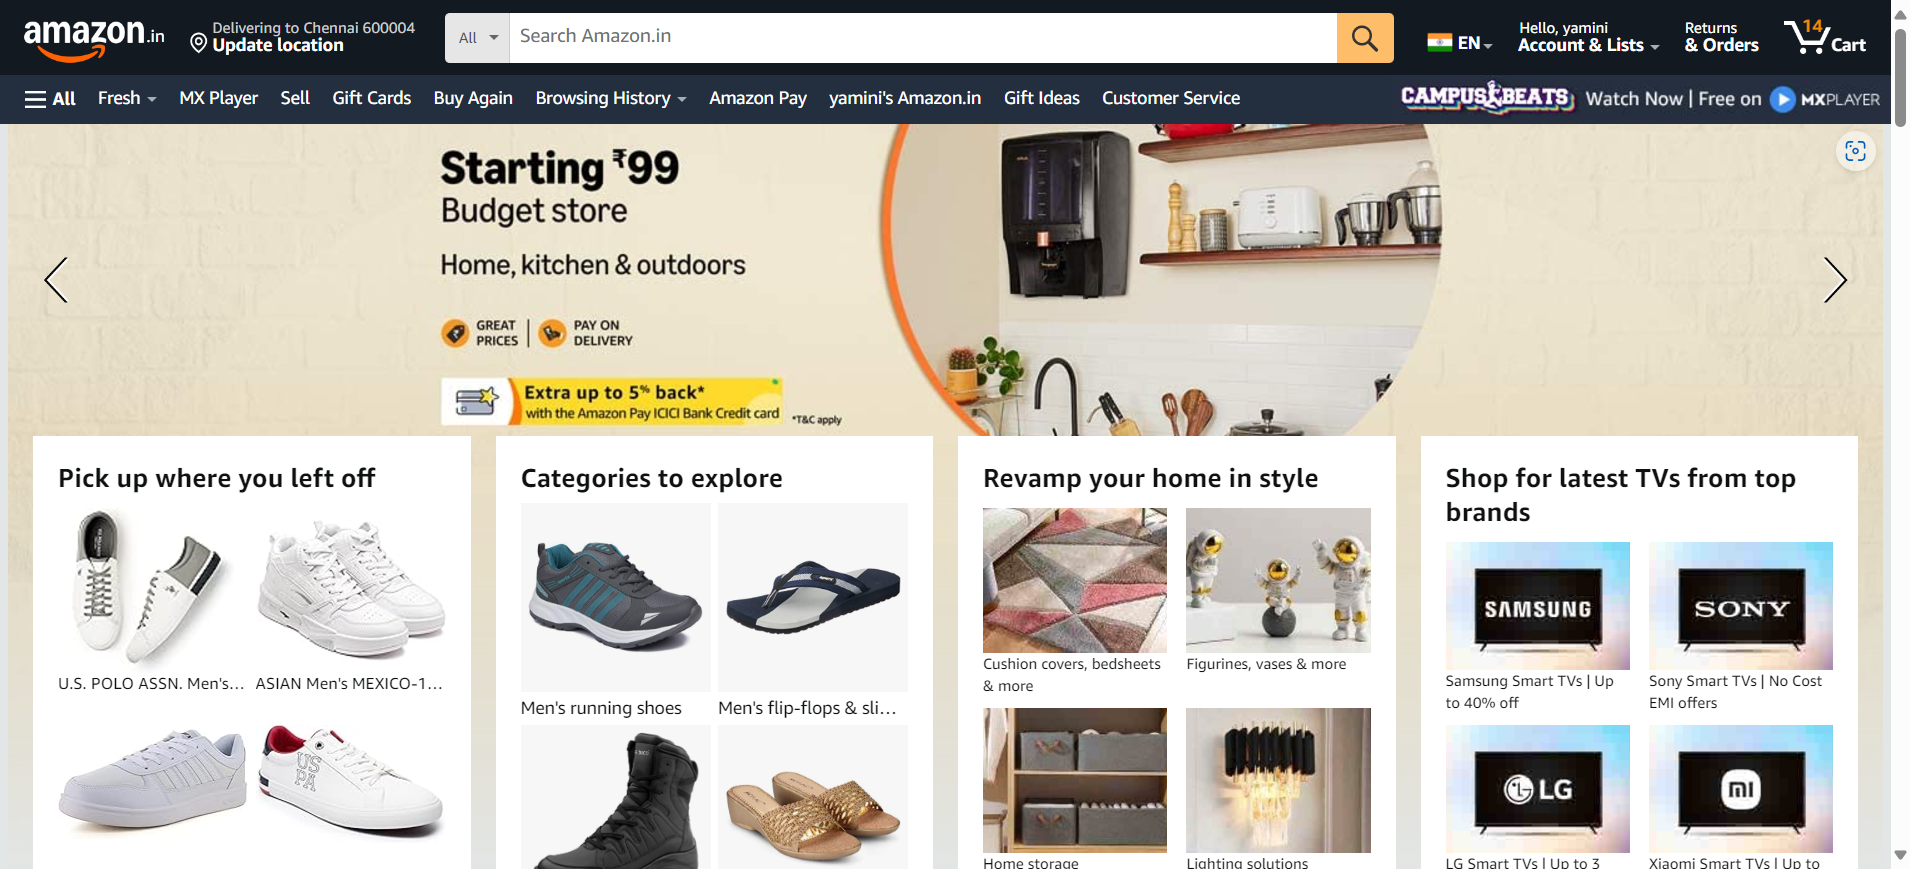 amazon.in
Delivering to Chennai 600004
Update location
All
Search Amazon.in
EN
Hello, yamini
Account & Lists
Returns
& Orders
14
Cart
All
Fresh
MX Player
Sell
Gift Cards
Buy Again
Browsing History
Amazon Pay
yamini's Amazon.in
Gift Ideas
Customer Service
CAMPUS BEATS
Watch Now | Free on
MXPLAYER
Starting ₹99
Budget store
Home, kitchen & outdoors
GREAT
PRICES
PAY ON
DELIVERY
Extra up to 5% back*
with the Amazon Pay ICICI Bank Credit card
*T&C apply
Pick up where you left off
U.S. POLO ASSN. Men's...
ASIAN Men's MEXICO-1...
US
PA
Categories to explore
Men's running shoes
Men's flip-flops & sli...
Revamp your home in style
Cushion covers, bedsheets
& more
Figurines, vases & more
Home storage
Lighting solutions
Shop for latest TVs from top
brands
SAMSUNG
SONY
Samsung Smart TVs | Up
to 40% off
Sony Smart TVs | No Cost
EMI offers
LG
mi
LG Smart TVs | Up to 3
Xiaomi Smart TVs | Up to